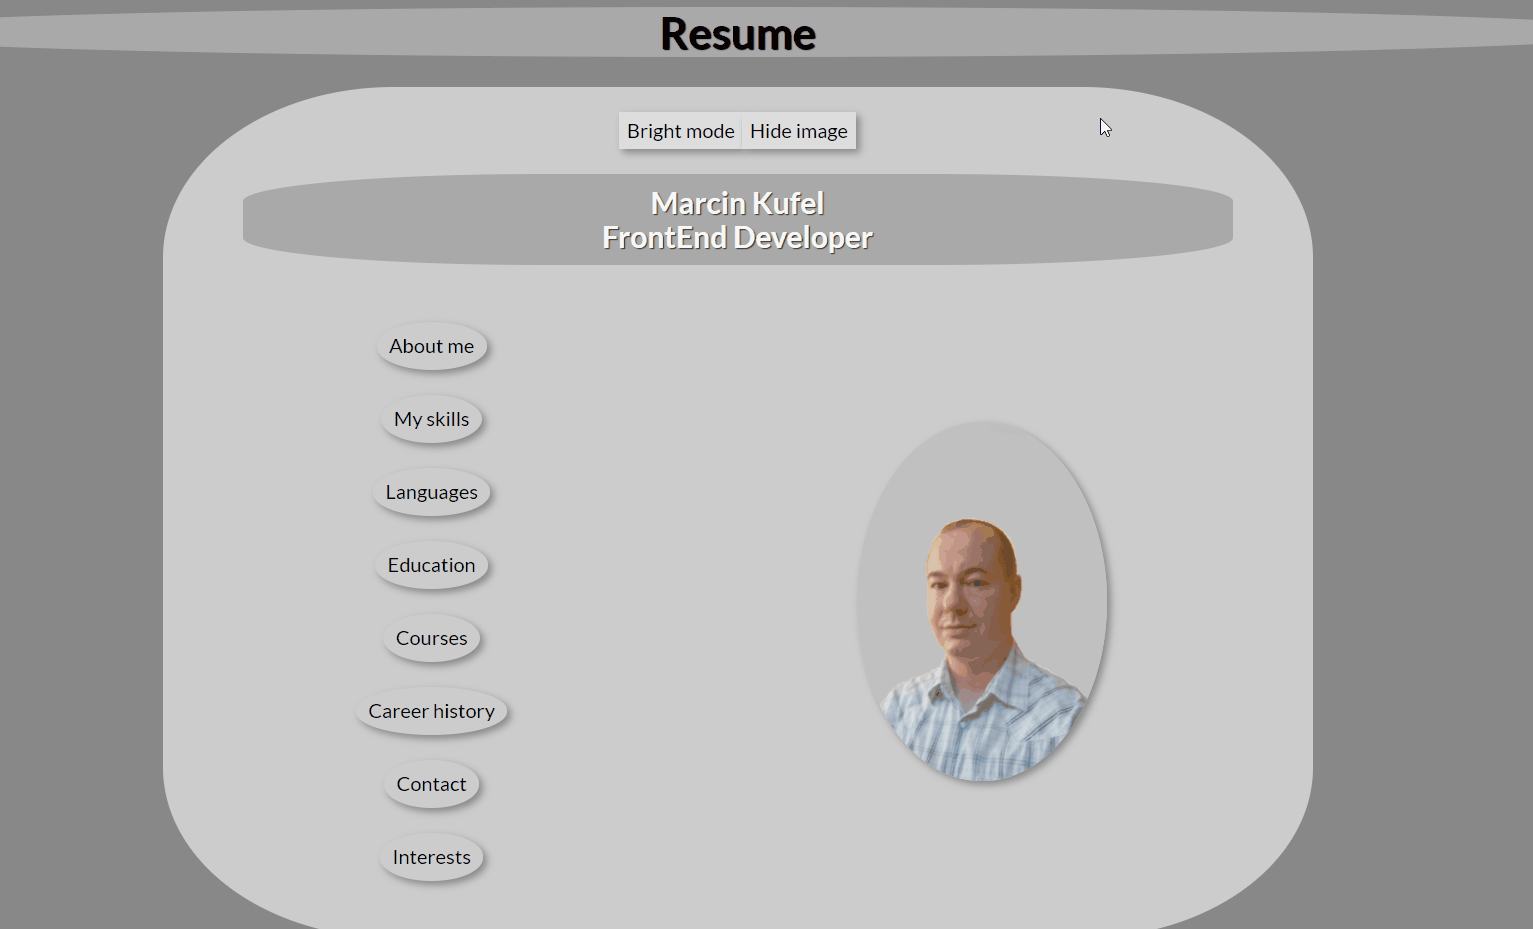 Resume
Bright mode Hide image
Marcin Kufel
FrontEnd Developer
About me
My skills
Languages
Education
Courses
Career history
Contact
Interests